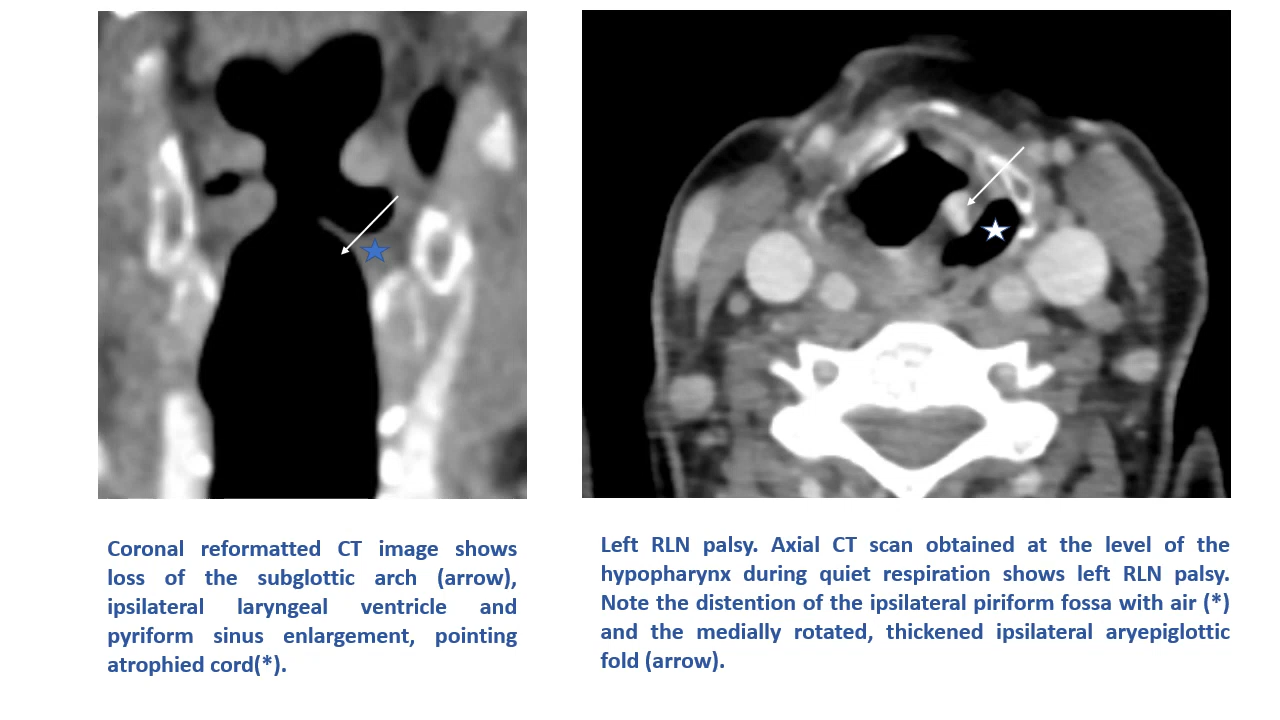 Coronal reformatted CT image shows
loss of the subglottic arch (arrow),
ipsilateral laryngeal ventricle and
pyriform sinus enlargement, pointing
atrophied cord(*).
Left RLN palsy. Axial CT scan obtained at the level of the
hypopharynx during quiet respiration shows left RLN palsy.
Note the distention of the ipsilateral piriform fossa with air (*)
and the medially rotated, thickened ipsilateral aryepiglottic
fold (arrow).